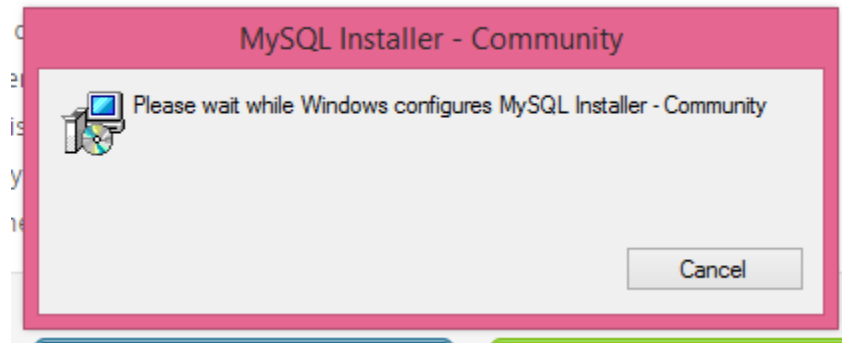 MySQL Installer - Community
Please wait while Windows configures MySQL Installer - Community
Cancel